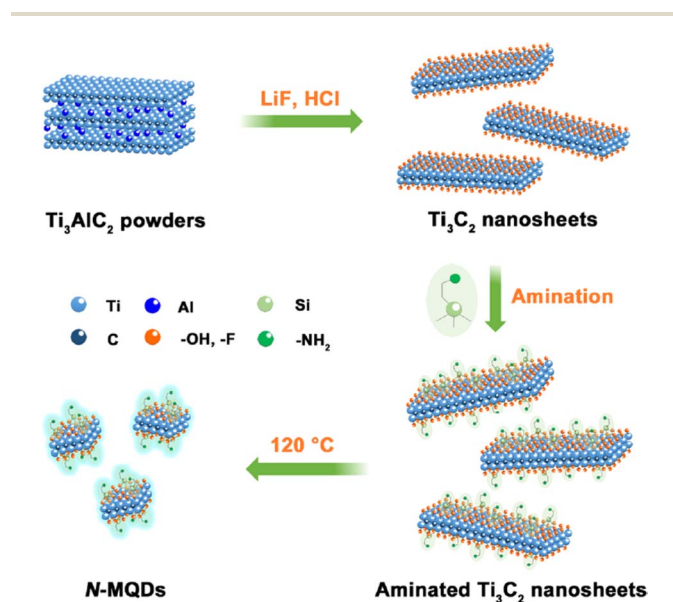 LiF, HCl
Ti₃AlC₂ powders
Ti₃C₂ nanosheets
Amination
Ti Al Si
C -OH, -F -NH₂
120 °C
N-MQDs
Aminated Ti₃C₂ nanosheets